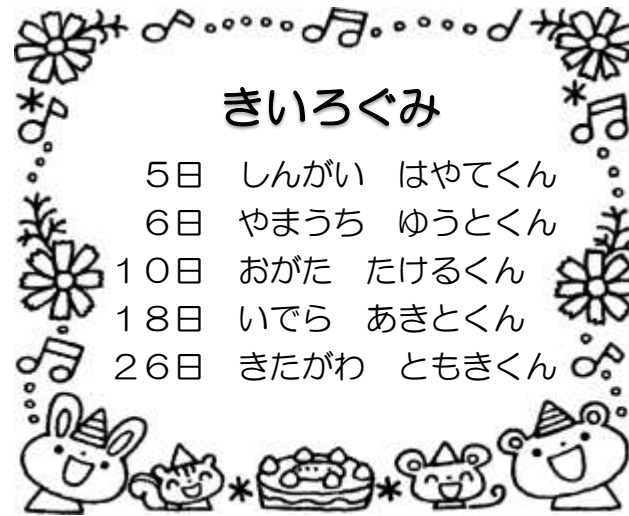 きいろぐみ
5日　しんがい　はやてくん
6日　やまうち　ゆうとくん
10日　おがた　たけるくん
18日　いでら　あきとくん
26日　きたがわ　ともきくん